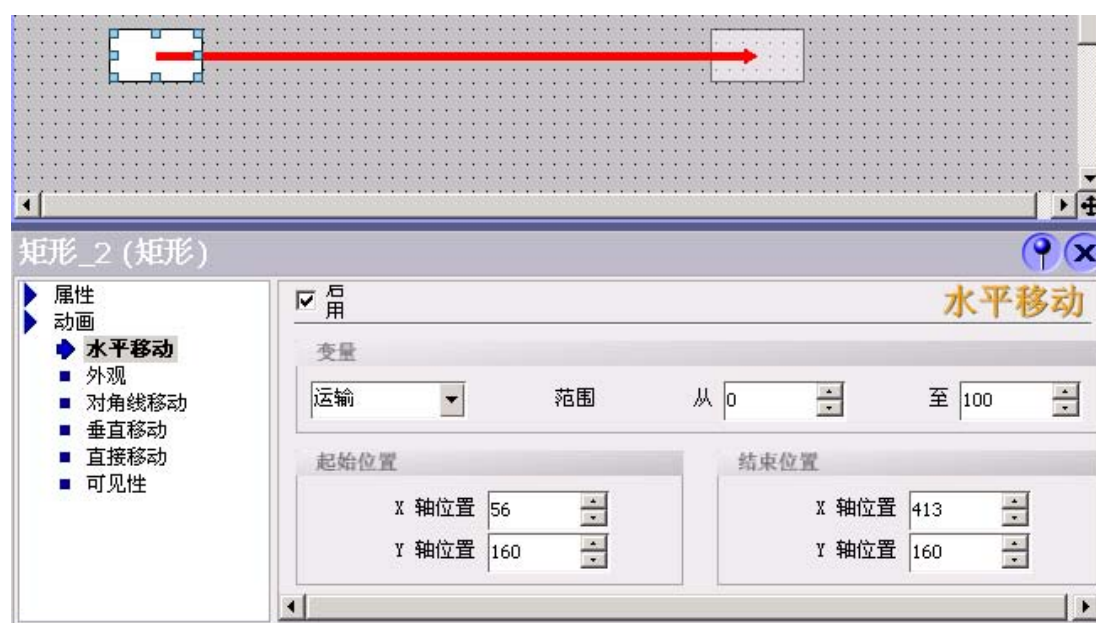 矩形_2 (矩形)
属性
动画
水平移动
外观
对角线移动
垂直移动
直接移动
可见性
启用
水平移动
变量
运输 范围 从 0 至 100
起始位置 结束位置
X 轴位置 56 X 轴位置 413
Y 轴位置 160 Y 轴位置 160